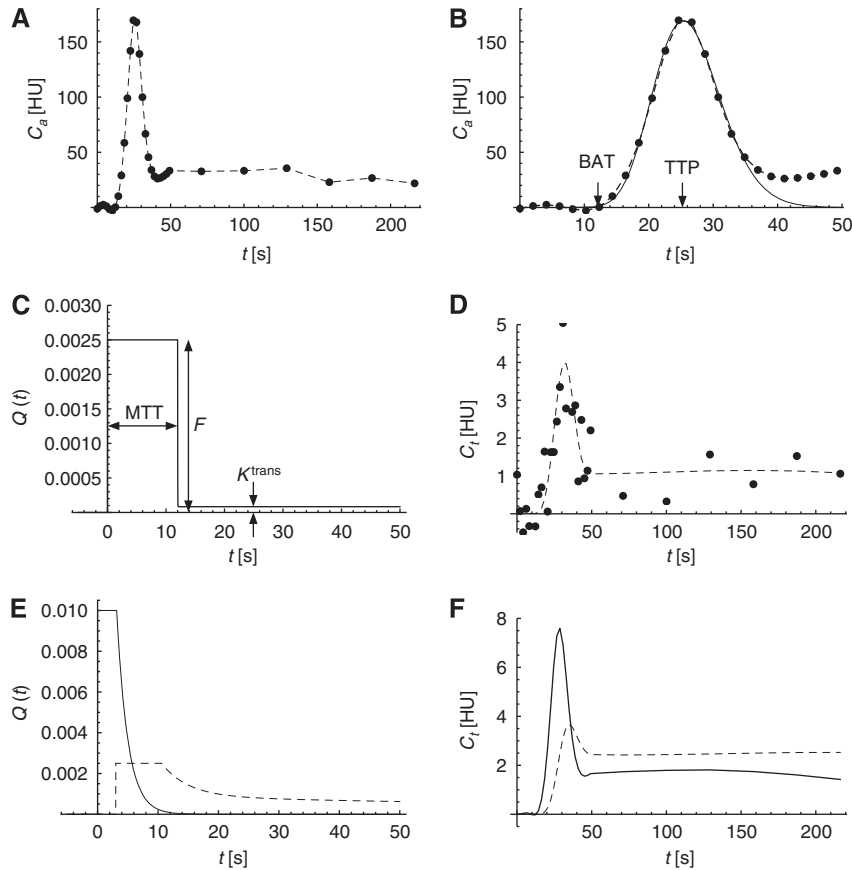 A
C_a [HU]
150
100
50
50 100 150 200
t [s]
B
C_a [HU]
150
100
50
BAT
TTP
10 20 30 40 50
t [s]
C
Q (t)
0.0030
0.0025
0.0020
0.0015
0.0010
0.0005
MTT
F
K^trans
0 10 20 30 40 50
t [s]
D
C_t [HU]
5
4
3
2
1
50 100 150 200
t [s]
E
Q (t)
0.010
0.008
0.006
0.004
0.002
0 10 20 30 40 50
t [s]
F
C_t [HU]
8
6
4
2
50 100 150 200
t [s]